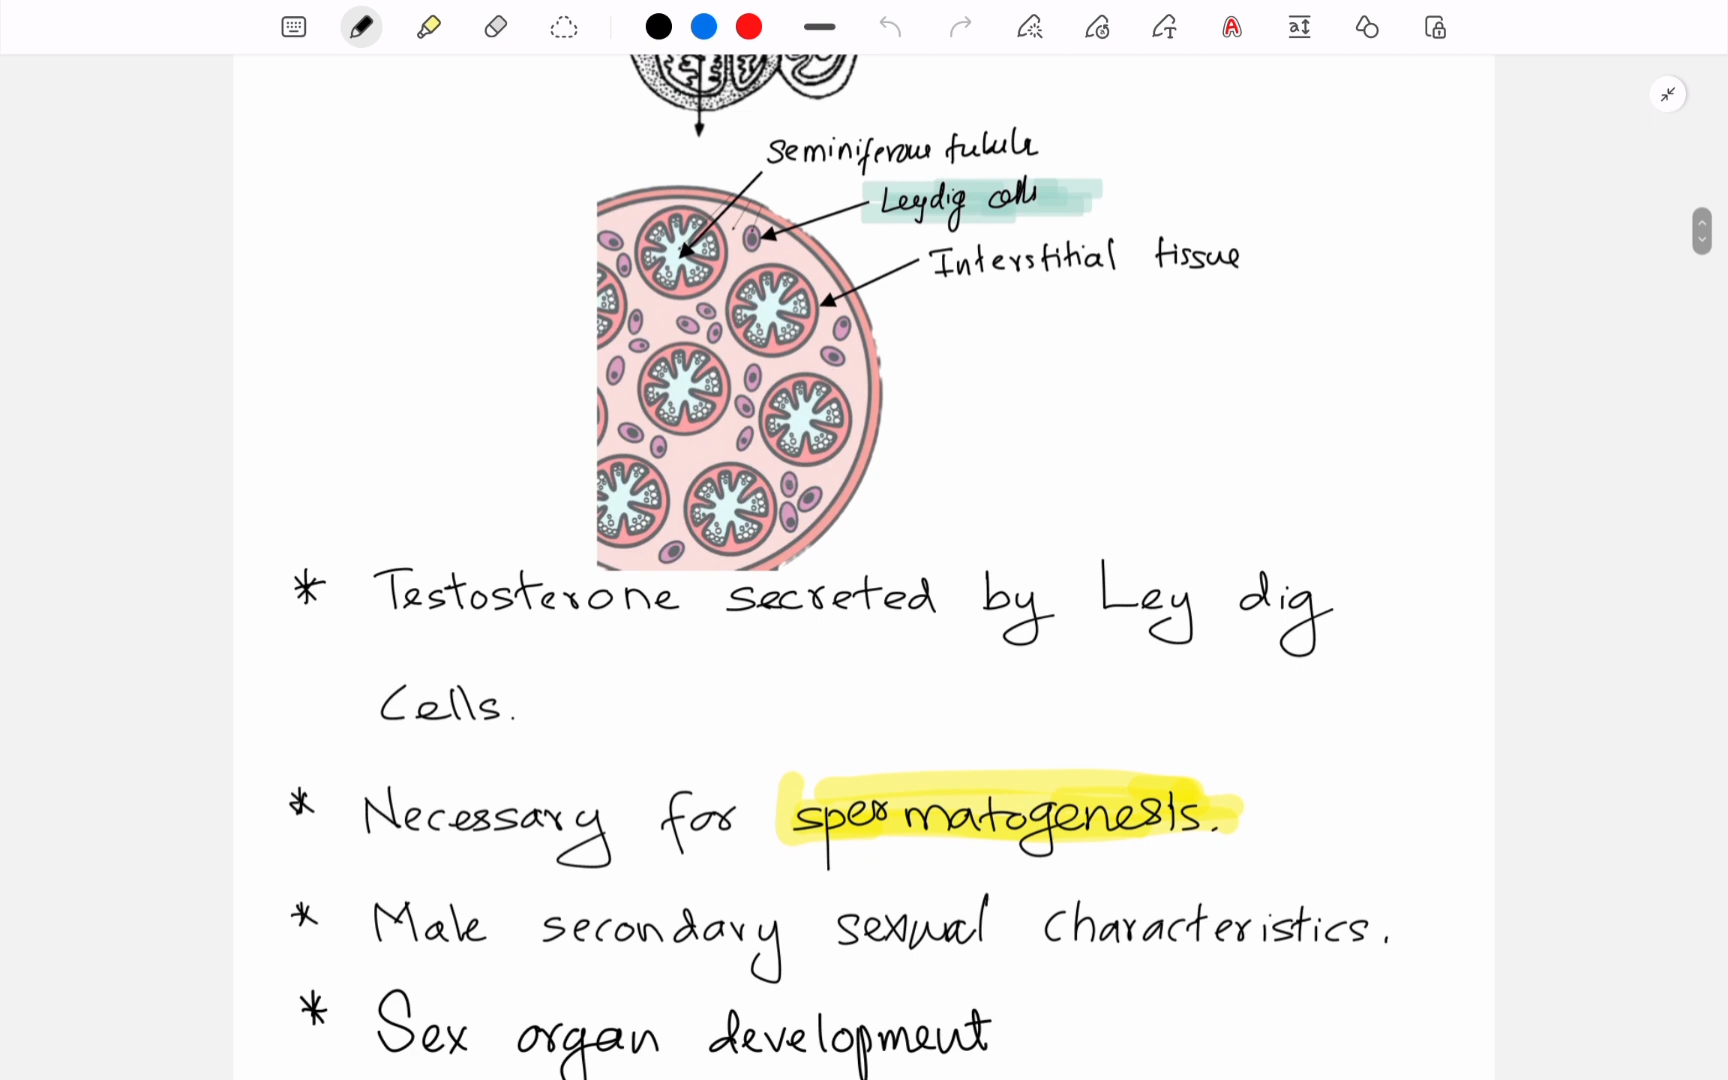 Seminiferous tubule
Leydig cells
Interstitial tissue
* Testosterone secreted by Ley dig
Cells.
* Necessary for spermatogenesis.
* Male secondary sexual characteristics.
* Sex organ development